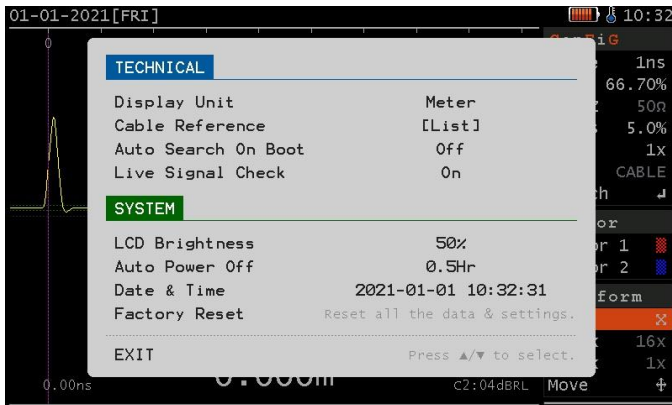 01-01-2021[FRI] 10:32
0
TECHNICAL
Display Unit Meter
Cable Reference [List]
Auto Search On Boot Off
Live Signal Check On
SYSTEM
LCD Brightness 50%
Auto Power Off 0.5Hr
Date & Time 2021-01-01 10:32:31
Factory Reset Reset all the data & settings.
EXIT Press ▲/▼ to select.
1ns
66.70%
50Ω
5.0%
1x
CABLE
16x
1x
Move
0.00ns
C2:04dBRL